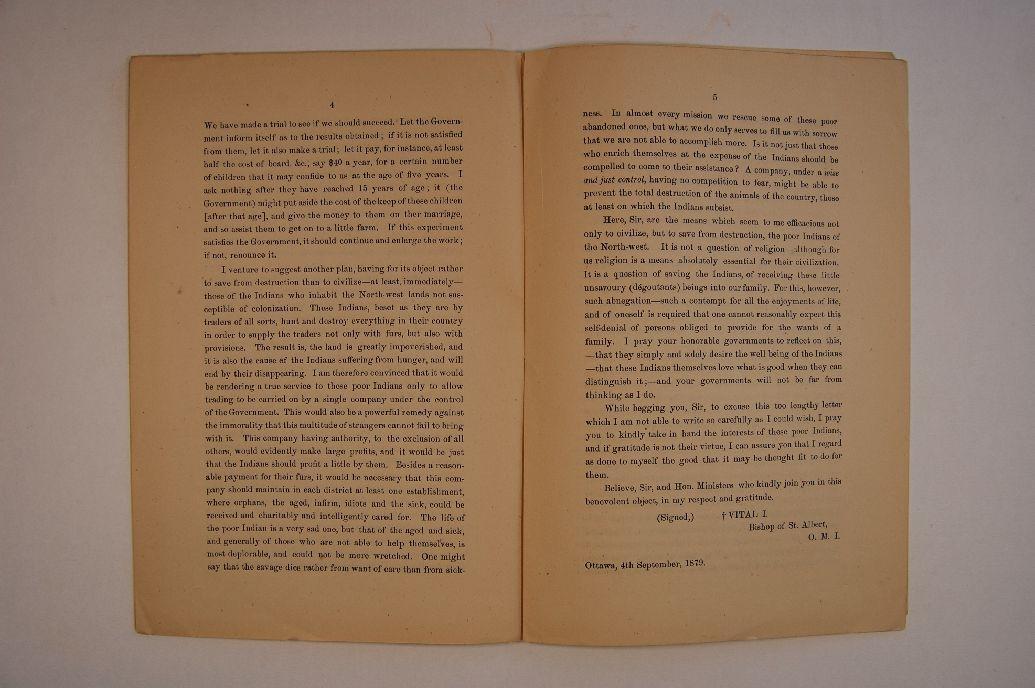 4
We have made a trial to see if we should succeed. Let the Govern-
ment inform itself as to the results obtained; if it is not satisfied
from them, let it also make a trial; let it pay, for instance, at least
half the cost of board, &c., say $40 a year, for a certain number
of children that it may confide to us at the age of five years. I
ask nothing after they have reached 15 years of age; it (the
Government) might put aside the cost of the keep of these children
[after that age], and give the money to them on their marriage,
and so assist them to get on to a little farm. If this experiment
satisfies the Government, it should continue and enlarge the work;
if not, renounce it.
I venture to suggest another plan, having for its object rather
to save from destruction than to civilize—at least, immediately—
those of the Indians who inhabit the North-west lands not sus-
ceptible of colonization. These Indians, beset as they are by
traders of all sorts, hunt and destroy everything in their country
in order to supply the traders not only with furs, but also with
provisions. The result is, the land is greatly impoverished, and
it is also the cause of the Indians suffering from hunger, and will
end by their disappearing. I am therefore convinced that it would
be rendering a true service to these poor Indians only to allow
trading to be carried on by a single company under the control
of the Government. This would also be a powerful remedy against
the immorality that this multitude of strangers cannot fail to bring
with it. This company having authority, to the exclusion of all
others, would evidently make large profits, and it would be just
that the Indians should profit a little by them. Besides a reason-
able payment for their furs, it would be necessary that this com-
pany should maintain in each district at least one establishment,
where orphans, the aged, infirm, idiots and the sick, could be
received and charitably and intelligently cared for. The life of
the poor Indian is a very sad one, but that of the aged and sick,
and generally of those who are not able to help themselves, is
most deplorable, and could not be more wretched. One might
say that the savage dies rather from want of care than from sick-
5
ness. In almost every mission we rescue some of these poor
abandoned ones, but what we do only serves to fill us with sorrow
that we are not able to accomplish more. Is it not just that those
who enrich themselves at the expense of the Indians should be
compelled to come to their assistance? A company, under a wise
and just control, having no competition to fear, might be able to
prevent the total destruction of the animals of the country, those
at least on which the Indians subsist.
Here, Sir, are the means which seem to me efficacious not
only to civilize, but to save from destruction, the poor Indians of
the North-west. It is not a question of religion although for
us religion is a means absolutely essential for their civilization.
It is a question of saving the Indians, of receiving these little
unsavoury (dégoutants) beings into our family. For this, however,
such abnegation—such a contempt for all the enjoyments of life,
and of oneself is required that one cannot reasonably expect this
self-denial of persons obliged to provide for the wants of a
family. I pray your honorable governments to reflect on this,
—that they simply and solely desire the well being of the Indians
—that these Indians themselves love what is good when they can
distinguish it;—and your governments will not be far from
thinking as I do.
While begging you, Sir, to excuse this too lengthy letter
which I am not able to write so carefully as I could wish, I pray
you to kindly take in hand the interests of these poor Indians,
and if gratitude is not their virtue, I can assure you that I regard
as done to myself the good that it may be thought fit to do for
them.
Believe, Sir, and Hon. Ministers who kindly join you in this
benevolent object, in my respect and gratitude.
(Signed,) † VITAL I.
Bishop of St. Albert,
O. M. I.
Ottawa, 4th September, 1879.